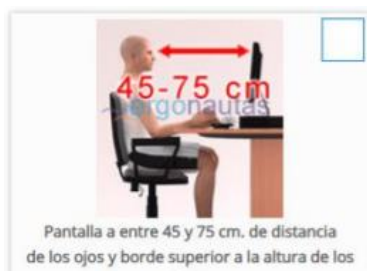 45-75 cm
ergonautas
Pantalla a entre 45 y 75 cm. de distancia
de los ojos y borde superior a la altura de los